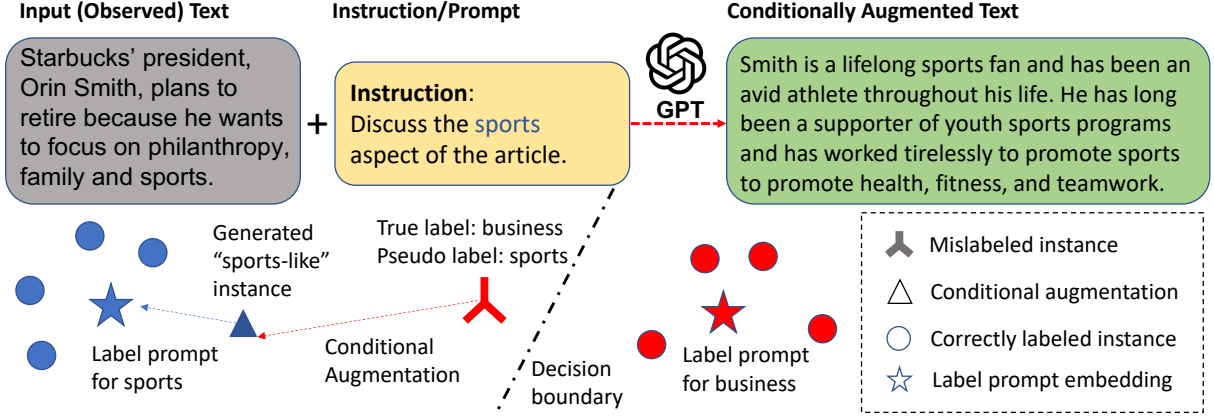 Input (Observed) Text
Instruction/Prompt
Conditionally Augmented Text
Starbucks’ president,
Orin Smith, plans to
retire because he wants
to focus on philanthropy,
family and sports.
+
Instruction:
Discuss the sports
aspect of the article.
GPT
Smith is a lifelong sports fan and has been an
avid athlete throughout his life. He has long
been a supporter of youth sports programs
and has worked tirelessly to promote sports
to promote health, fitness, and teamwork.
Generated
“sports-like”
instance
True label: business
Pseudo label: sports
Label prompt
for sports
Conditional
Augmentation
Decision
boundary
Label prompt
for business
Mislabeled instance
Conditional augmentation
Correctly labeled instance
Label prompt embedding